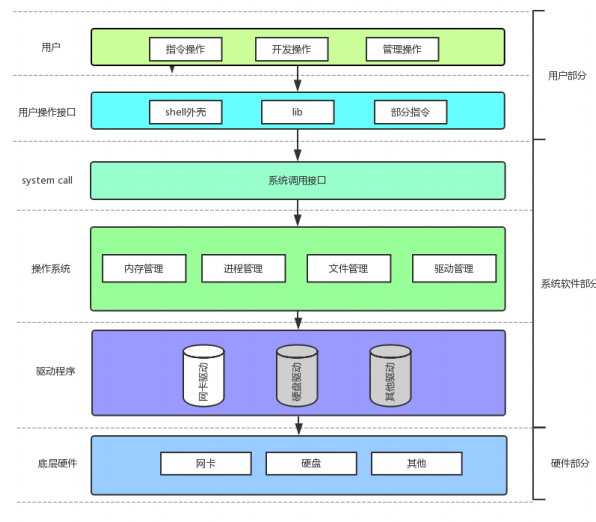 用户
指令操作
开发操作
管理操作
用户部分
用户操作接口
shell外壳
lib
部分指令
system call
系统调用接口
操作系统
内存管理
进程管理
文件管理
驱动管理
系统软件部分
驱动程序
网卡驱动
硬盘驱动
其他驱动
底层硬件
网卡
硬盘
其他
硬件部分